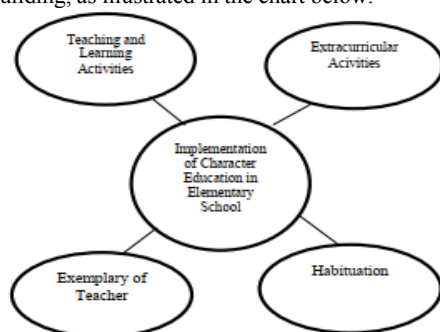 unding, as illustrated in the chart below.
Teaching and
Learning
Activities
Extracurricular
Acivities
Implementation
of Character
Education in
Elementary
School
Exemplary of
Teacher
Habituation